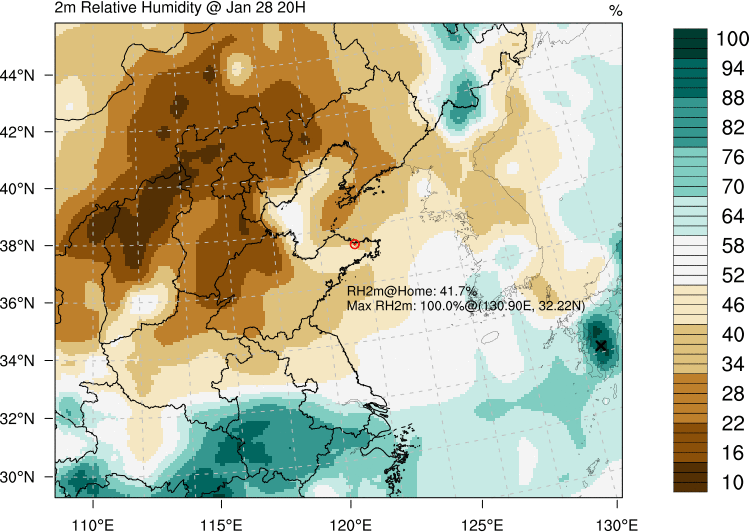 2m Relative Humidity @ Jan 28 20H
%
100
94
88
82
76
70
64
58
52
46
40
34
28
22
16
10
44°N
42°N
40°N
38°N
36°N
34°N
32°N
30°N
RH2m@Home: 41.7%
Max RH2m: 100.0%@(130.90E, 32.22N)
110°E
115°E
120°E
125°E
130°E